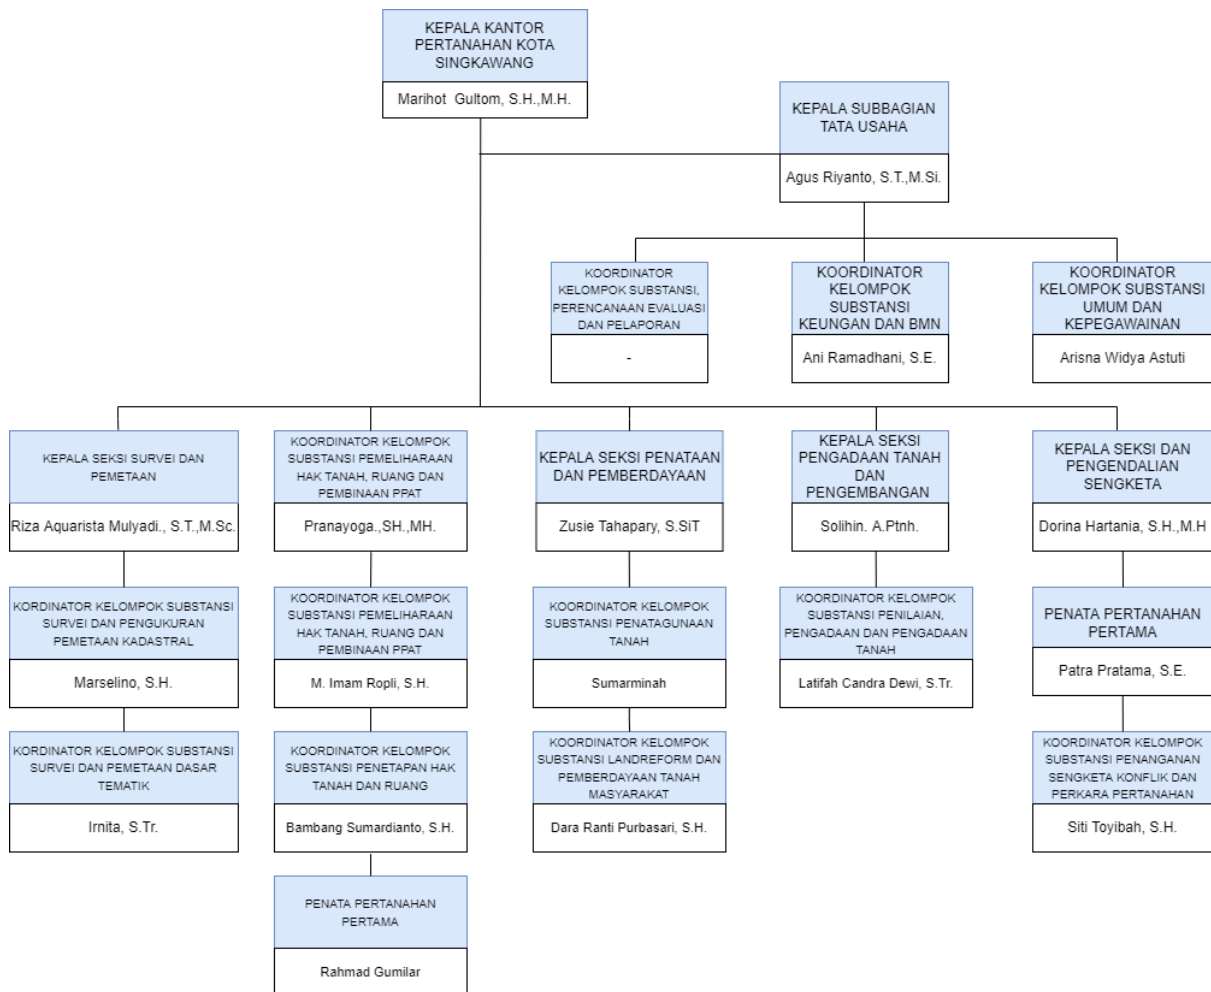 KEPALA KANTOR
PERTANAHAN KOTA
SINGKAWANG
Marihot Gultom, S.H.,M.H.
KEPALA SUBBAGIAN
TATA USAHA
Agus Riyanto, S.T.,M.Si.
KOORDINATOR
KELOMPOK SUBSTANSI,
PERENCANAAN EVALUASI
DAN PELAPORAN
-
KOORDINATOR
KELOMPOK
SUBSTANSI
KEUNGAN DAN BMN
Ani Ramadhani, S.E.
KOORDINATOR
KELOMPOK SUBSTANSI
UMUM DAN
KEPEGAWAINAN
Arisna Widya Astuti
KEPALA SEKSI SURVEI DAN
PEMETAAN
Riza Aquarista Mulyadi., S.T.,M.Sc.
KOORDINATOR KELOMPOK
SUBSTANSI PEMELIHARAAN
HAK TANAH, RUANG DAN
PEMBINAAN PPAT
Pranayoga.,SH.,MH.
KEPALA SEKSI PENATAAN
DAN PEMBERDAYAAN
Zusie Tahapary, S.SiT
KEPALA SEKSI
PENGADAAN TANAH
DAN
PENGEMBANGAN
Solihin. A.Ptnh.
KEPALA SEKSI DAN
PENGENDALIAN
SENGKETA
Dorina Hartania, S.H.,M.H
KORDINATOR KELOMPOK SUBSTANSI
SURVEI DAN PENGUKURAN
PEMETAAN KADASTRAL
Marselino, S.H.
KOORDINATOR KELOMPOK
SUBSTANSI PEMELIHARAAN
HAK TANAH, RUANG DAN
PEMBINAAN PPAT
M. Imam Ropli, S.H.
KOORDINATOR KELOMPOK
SUBSTANSI PENATAGUNAAN
TANAH
Sumarminah
KOORDINATOR KELOMPOK
SUBSTANSI PENILAIAN,
PENGADAAN DAN PENGADAAN
TANAH
Latifah Candra Dewi, S.Tr.
PENATA PERTANAHAN
PERTAMA
Patra Pratama, S.E.
KORDINATOR KELOMPOK SUBSTANSI
SURVEI DAN PEMETAAN DASAR
TEMATIK
Irnita, S.Tr.
KOORDINATOR KELOMPOK
SUBSTANSI PENETAPAN HAK
TANAH DAN RUANG
Bambang Sumardianto, S.H.
KOORDINATOR KELOMPOK
SUBSTANSI LANDREFORM DAN
PEMBERDAYAAN TANAH
MASYARAKAT
Dara Ranti Purbasari, S.H.
KOORDINATOR KELOMPOK
SUBSTANSI PENANGANAN
SENGKETA KONFLIK DAN
PERKARA PERTANAHAN
Siti Toyibah, S.H.
PENATA PERTANAHAN
PERTAMA
Rahmad Gumilar